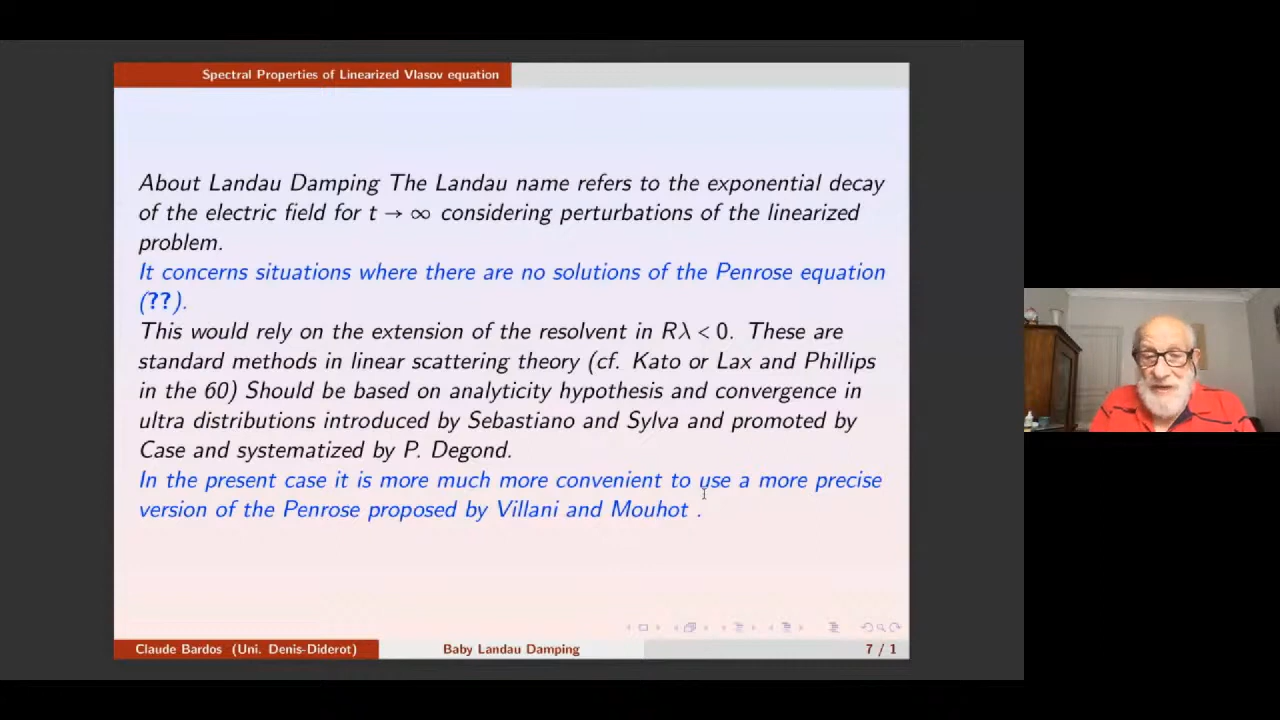 Spectral Properties of Linearized Vlasov equation
About Landau Damping The Landau name refers to the exponential decay
of the electric field for t → ∞ considering perturbations of the linearized
problem.
It concerns situations where there are no solutions of the Penrose equation
(??).
This would rely on the extension of the resolvent in Rλ < 0. These are
standard methods in linear scattering theory (cf. Kato or Lax and Phillips
in the 60) Should be based on analyticity hypothesis and convergence in
ultra distributions introduced by Sebastiano and Sylva and promoted by
Case and systematized by P. Degond.
In the present case it is more much more convenient to use a more precise
version of the Penrose proposed by Villani and Mouhot .
Claude Bardos (Uni. Denis-Diderot) Baby Landau Damping 7 / 1